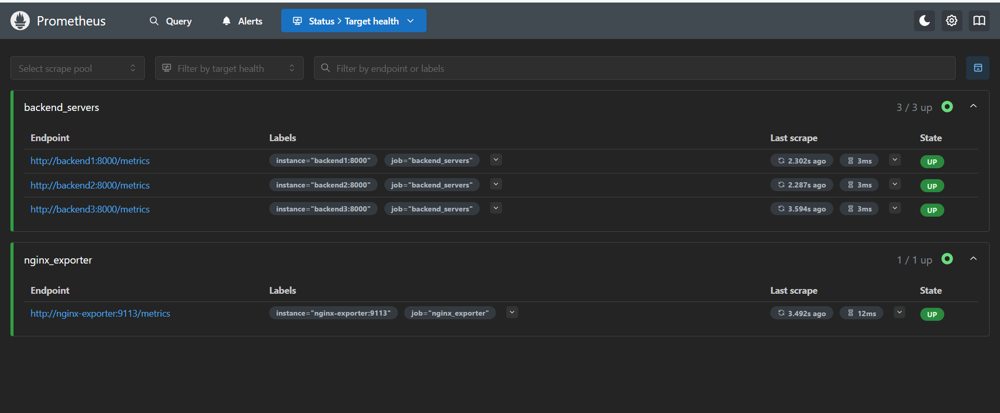 Prometheus Query Alerts Status > Target health
Select scrape pool Filter by target health Filter by endpoint or labels
backend_servers 3 / 3 up
Endpoint Labels Last scrape State
http://backend1:8000/metrics instance="backend1:8000" job="backend_servers" 2.302s ago 3ms UP
http://backend2:8000/metrics instance="backend2:8000" job="backend_servers" 2.287s ago 3ms UP
http://backend3:8000/metrics instance="backend3:8000" job="backend_servers" 3.594s ago 3ms UP
nginx_exporter 1 / 1 up
Endpoint Labels Last scrape State
http://nginx-exporter:9113/metrics instance="nginx-exporter:9113" job="nginx_exporter" 3.492s ago 12ms UP